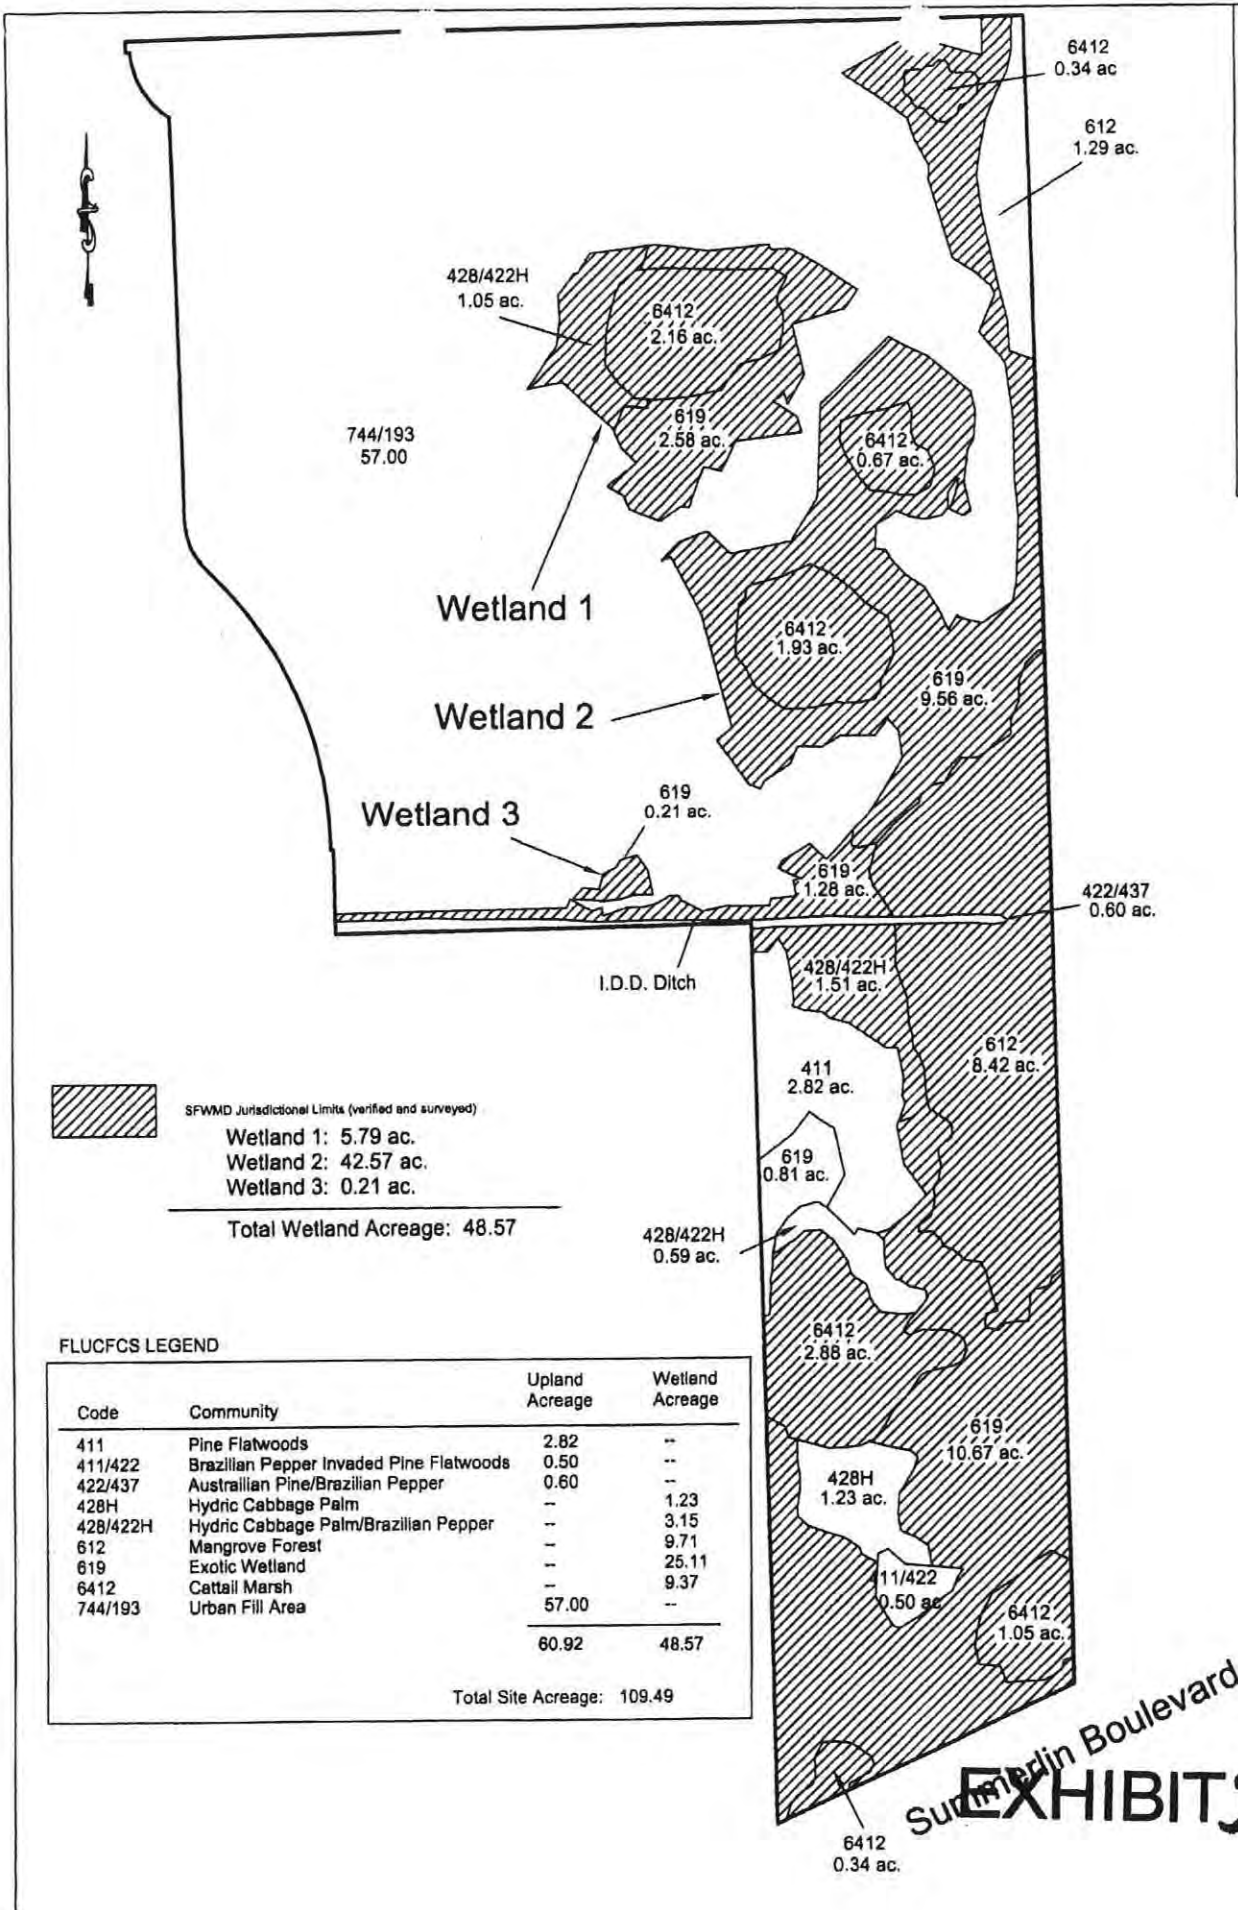 6412
0.34 ac
612
1.29 ac.
428/422H
1.05 ac.
6412
2.16 ac.
619
2.58 ac.
744/193
57.00
6412
0.67 ac.
Wetland 1
6412
1.93 ac.
619
9.56 ac.
Wetland 2
Wetland 3
619
0.21 ac.
619
1.28 ac.
422/437
0.60 ac.
I.D.D. Ditch
428/422H
1.51 ac.
612
8.42 ac.
411
2.82 ac.
SFWMD Jurisdictional Limits (verified and surveyed)
Wetland 1: 5.79 ac.
Wetland 2: 42.57 ac.
Wetland 3: 0.21 ac.
Total Wetland Acreage: 48.57
619
0.81 ac.
428/422H
0.59 ac.
6412
2.88 ac.
619
10.67 ac.
428H
1.23 ac.
11/422
0.50 ac
6412
1.05 ac.
FLUCFCS LEGEND
Upland Wetland
Code Community Acreage Acreage
411 Pine Flatwoods 2.82 --
411/422 Brazilian Pepper Invaded Pine Flatwoods 0.50 --
422/437 Austrailian Pine/Brazilian Pepper 0.60 --
428H Hydric Cabbage Palm -- 1.23
428/422H Hydric Cabbage Palm/Brazilian Pepper -- 3.15
612 Mangrove Forest -- 9.71
619 Exotic Wetland -- 25.11
6412 Cattail Marsh -- 9.37
744/193 Urban Fill Area 57.00 --
60.92 48.57
Total Site Acreage: 109.49
Summerlin Boulevard
EXHIBIT
6412
0.34 ac.